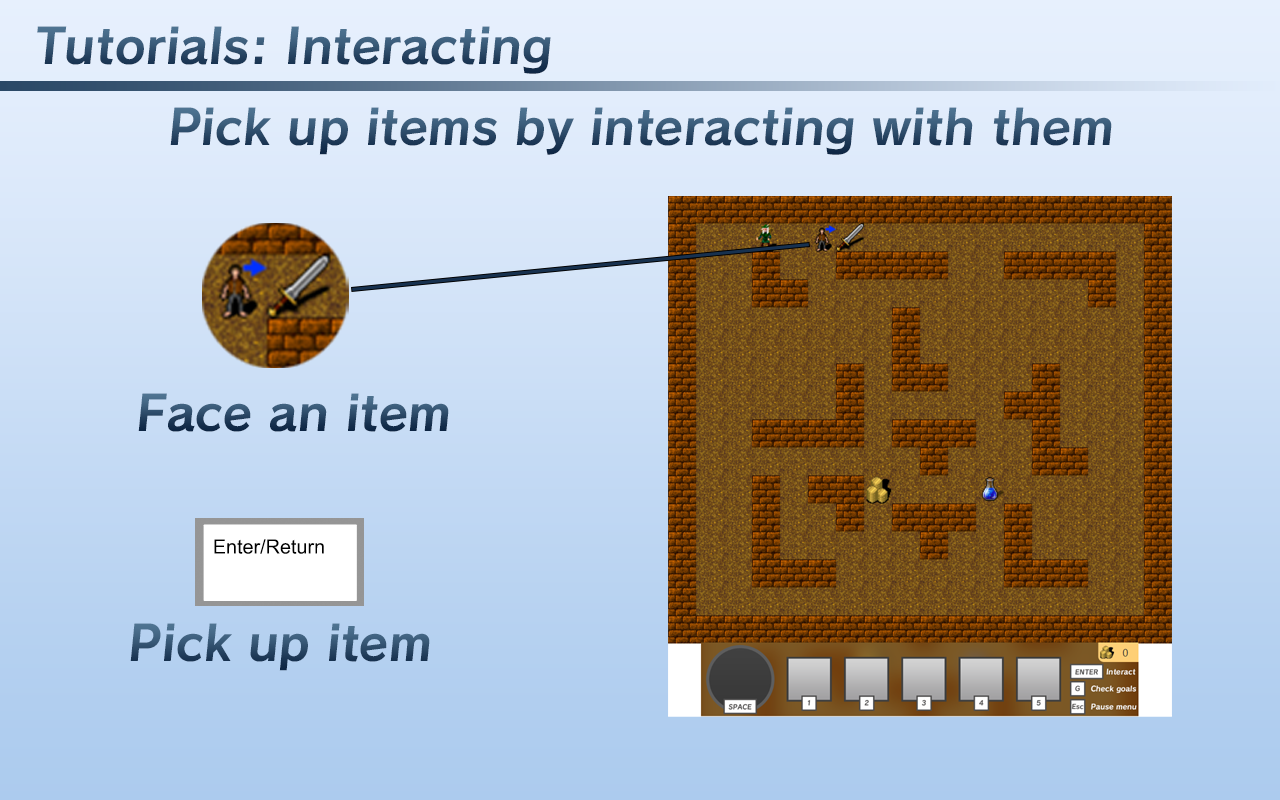 Tutorials: Interacting
Pick up items by interacting with them
Face an item
Enter/Return
Pick up item
0
ENTER Interact
G Check goals
Esc Pause menu
SPACE
1
2
3
4
5